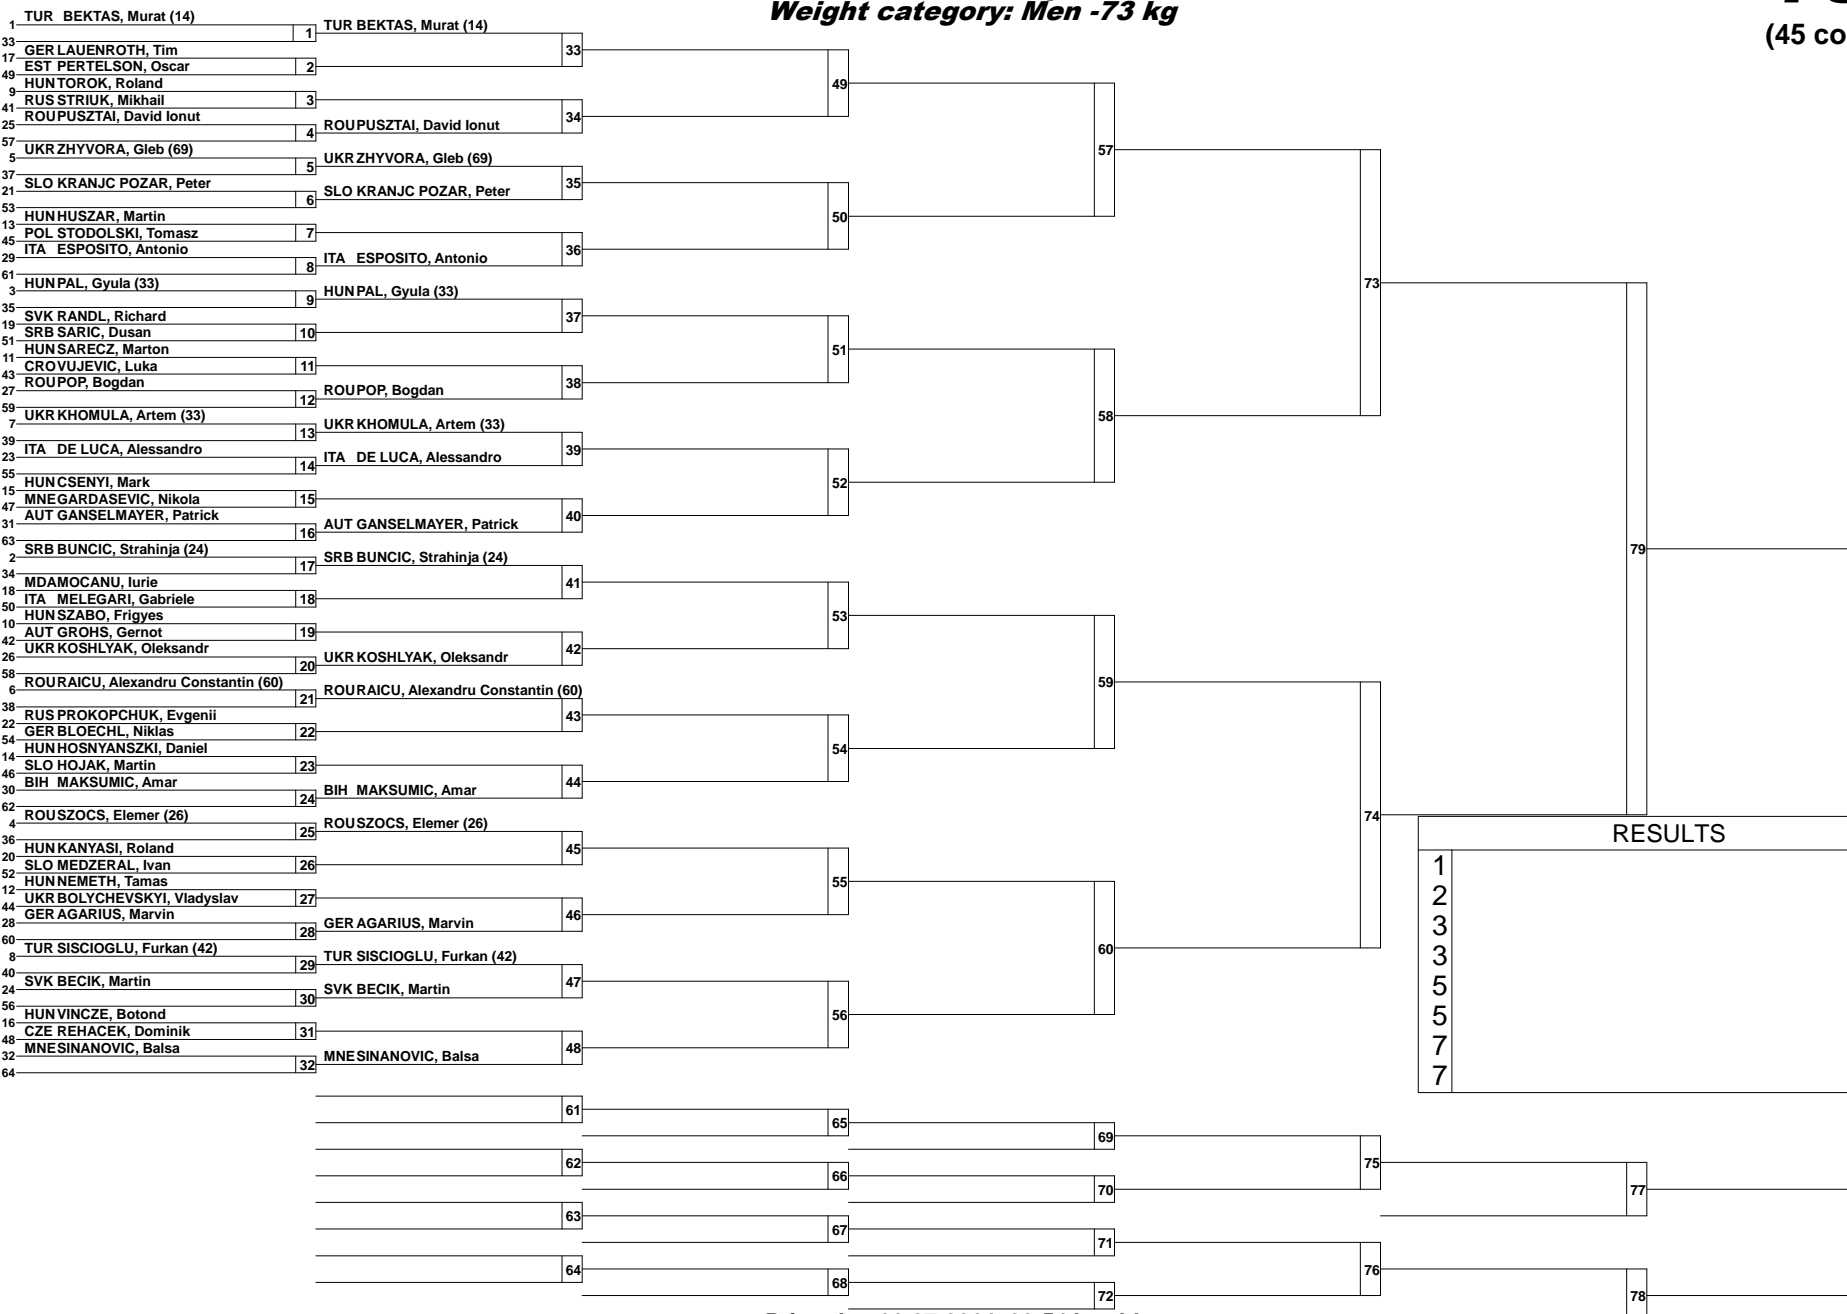 Weight category: Men -73 kg
(45 co
1 TUR BEKTAS, Murat (14)
33
1
17 GER LAUENROTH, Tim
49 EST PERTELSON, Oscar
2
9 HUN TOROK, Roland
41 RUS STRIUK, Mikhail
3
25 ROU PUSZTAI, David Ionut
57
4
5 UKR ZHYVORA, Gleb (69)
37
5
21 SLO KRANJC POZAR, Peter
53
6
13 HUN HUSZAR, Martin
45 POL STODOLSKI, Tomasz
7
29 ITA ESPOSITO, Antonio
61
8
3 HUN PAL, Gyula (33)
35
9
19 SVK RANDL, Richard
51 SRB SARIC, Dusan
10
11 HUN SARECZ, Marton
43 CRO VUJEVIC, Luka
11
27 ROU POP, Bogdan
59
12
7 UKR KHOMULA, Artem (33)
39
13
23 ITA DE LUCA, Alessandro
55
14
15 HUN CSENYI, Mark
47 MNE GARDASEVIC, Nikola
15
31 AUT GANSELMAYER, Patrick
63
16
2 SRB BUNCIC, Strahinja (24)
34
17
18 MDA MOCANU, Iurie
50 ITA MELEGARI, Gabriele
18
10 HUN SZABO, Frigyes
42 AUT GROHS, Gernot
19
26 UKR KOSHLYAK, Oleksandr
58
20
6 ROU RAICU, Alexandru Constantin (60)
38
21
22 RUS PROKOPCHUK, Evgenii
54 GER BLOECHL, Niklas
22
14 HUN HOSNYANSZKI, Daniel
46 SLO HOJAK, Martin
23
30 BIH MAKSUMIC, Amar
62
24
4 ROU SZOCS, Elemer (26)
36
25
20 HUN KANYASI, Roland
52 SLO MEDZERAL, Ivan
26
12 HUN NEMETH, Tamas
44 UKR BOLYCHEVSKYI, Vladyslav
27
28 GER AGARIUS, Marvin
60
28
8 TUR SISCIOGLU, Furkan (42)
40
29
24 SVK BECIK, Martin
56
30
16 HUN VINCZE, Botond
48 CZE REHACEK, Dominik
31
32 MNE SINANOVIC, Balsa
64
32
TUR BEKTAS, Murat (14)
33
34
ROU PUSZTAI, David Ionut
UKR ZHYVORA, Gleb (69)
35
SLO KRANJC POZAR, Peter
36
ITA ESPOSITO, Antonio
HUN PAL, Gyula (33)
37
38
ROU POP, Bogdan
UKR KHOMULA, Artem (33)
39
ITA DE LUCA, Alessandro
40
AUT GANSELMAYER, Patrick
SRB BUNCIC, Strahinja (24)
41
42
UKR KOSHLYAK, Oleksandr
ROU RAICU, Alexandru Constantin (60)
43
44
BIH MAKSUMIC, Amar
ROU SZOCS, Elemer (26)
45
46
GER AGARIUS, Marvin
TUR SISCIOGLU, Furkan (42)
47
SVK BECIK, Martin
48
MNE SINANOVIC, Balsa
49
50
51
52
53
54
55
56
57
58
59
60
73
74
79
RESULTS
1
2
3
3
5
5
7
7
61
62
63
64
65
66
67
68
69
70
71
72
75
76
77
78